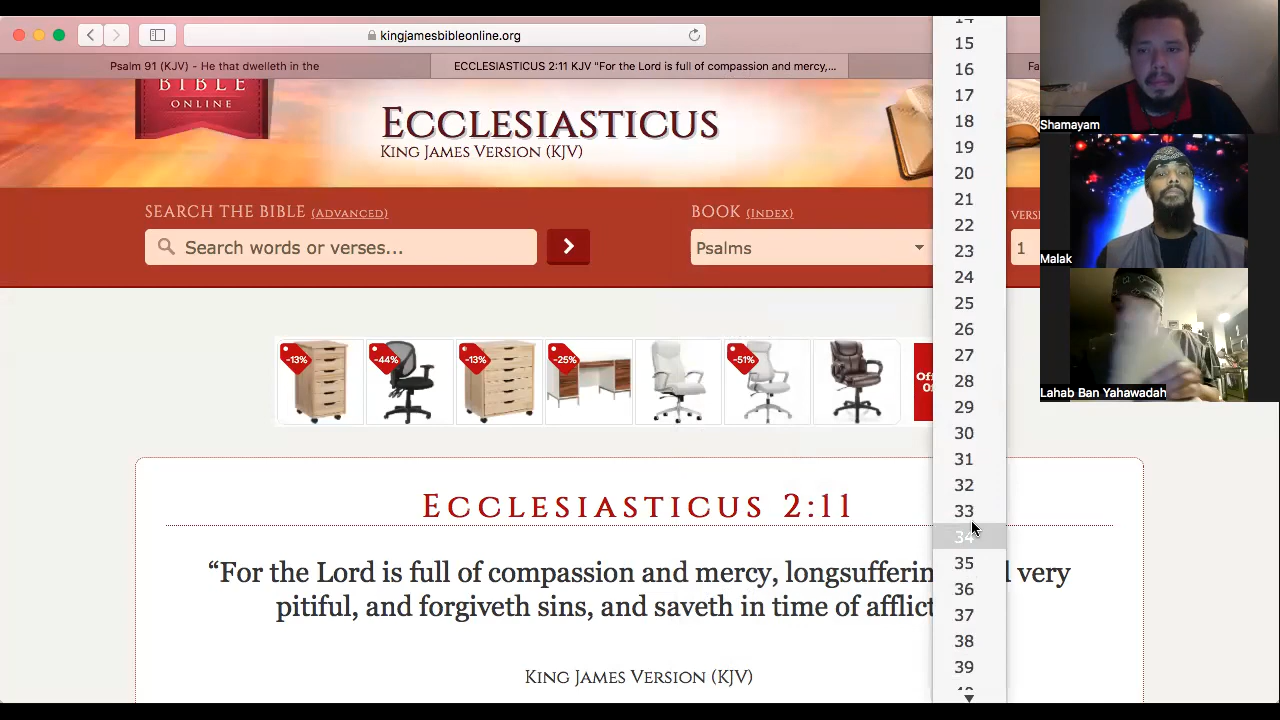 kingjamesbibleonline.org
Psalm 91 (KJV) - He that dwelleth in the
ECCLESIASTICUS 2:11 KJV "For the Lord is full of compassion and mercy,...
Fa
BIBLE
ONLINE
Ecclesiasticus
King James Version (KJV)
SEARCH THE BIBLE (Advanced)
BOOK (Index)
VERS
Search words or verses...
Psalms
1
-13%
-44%
-13%
-25%
-51%
Ecclesiasticus 2:11
“For the Lord is full of compassion and mercy, longsufferin very
pitiful, and forgiveth sins, and saveth in time of afflict
King James Version (KJV)
14
15
16
17
18
19
20
21
22
23
24
25
26
27
28
29
30
31
32
33
34
35
36
37
38
39
40
Shamayam
Malak
Lahab Ban Yahawadah